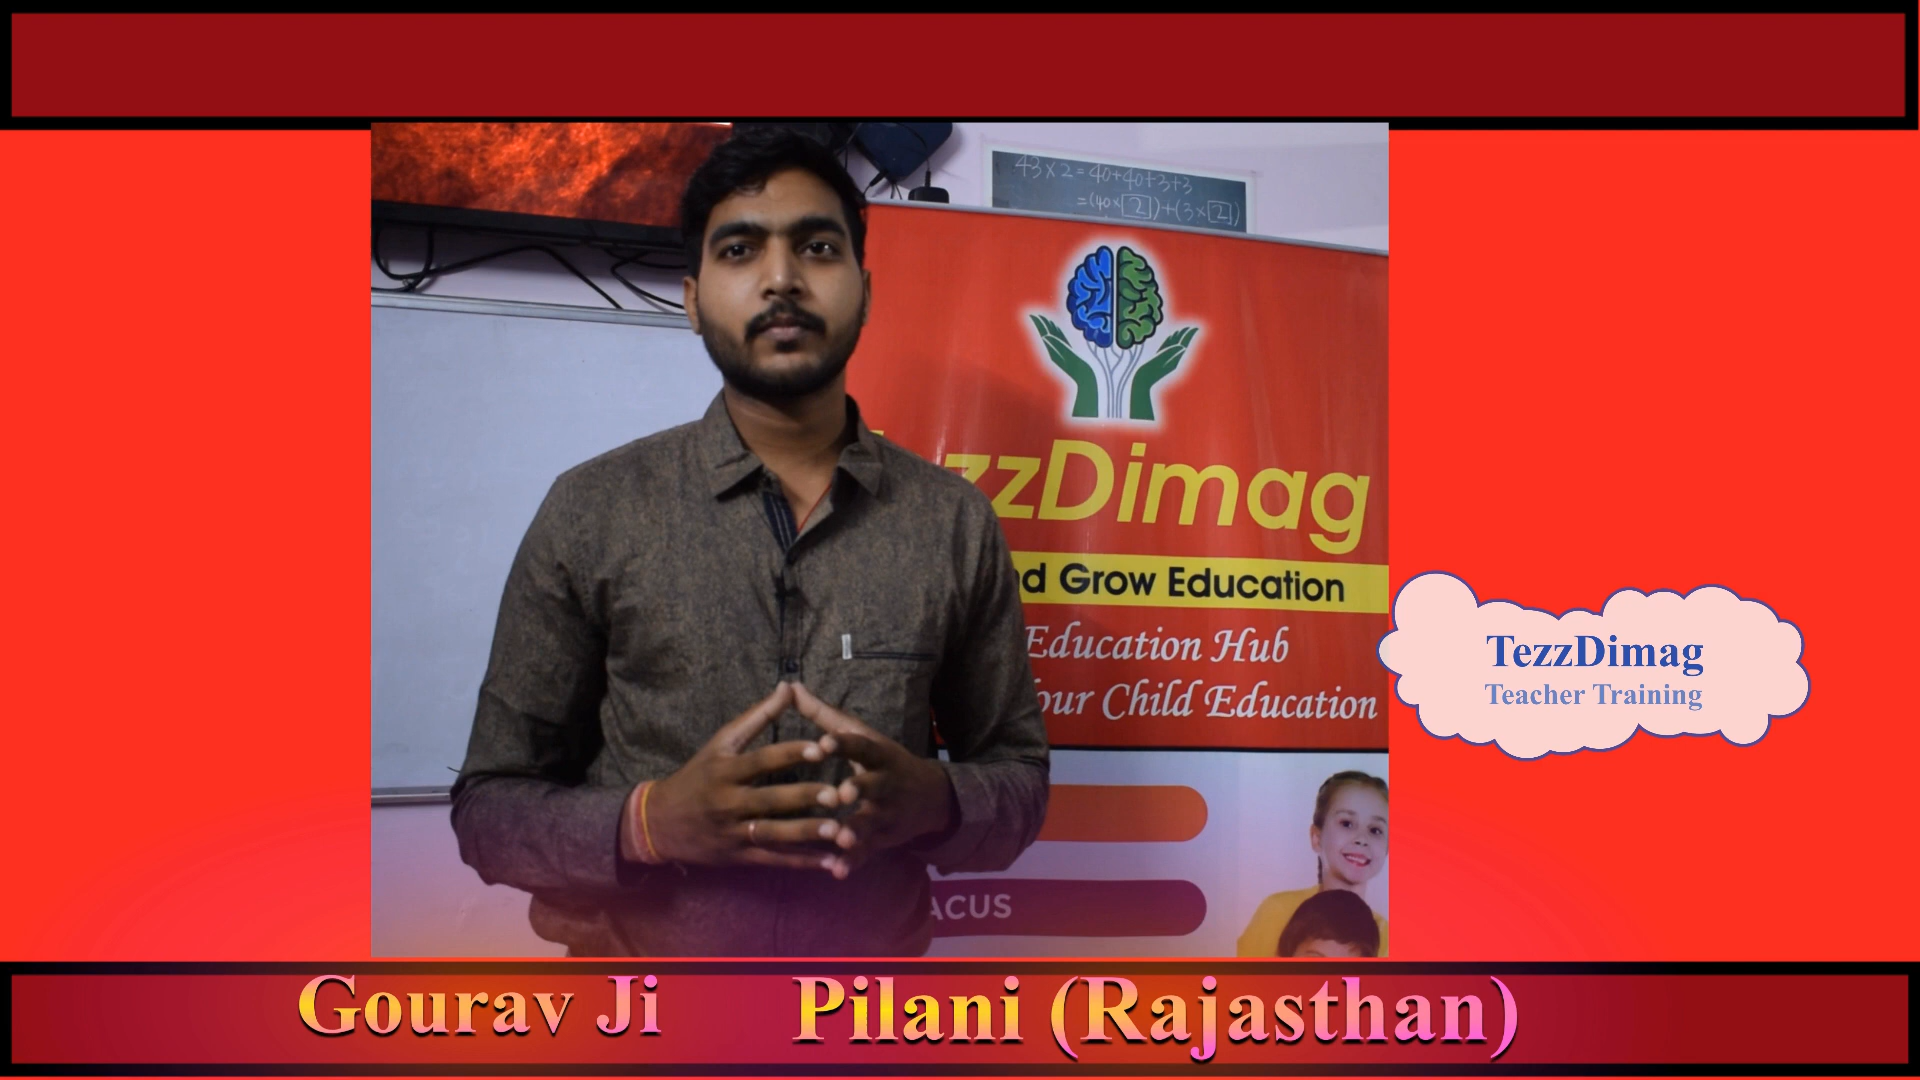 43×2=40+40+3+3
=(40×2)+(3×2)
zzDimag
nd Grow Education
Education Hub
our Child Education
TezzDimag
Teacher Training
ACUS
Gourav Ji Pilani (Rajasthan)